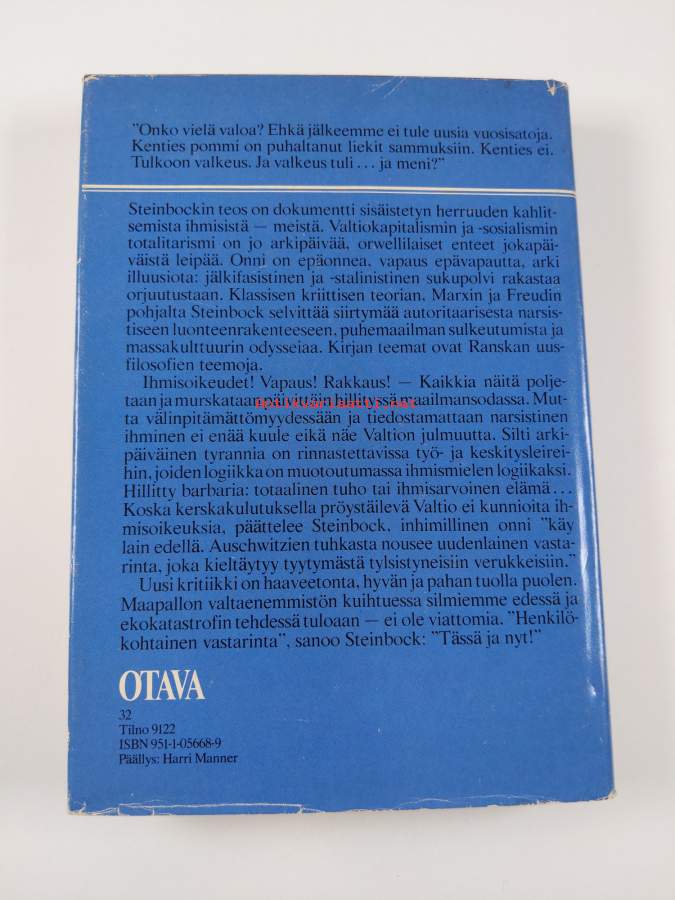 "Onko vielä valoa? Ehkä jälkeemme ei tule uusia vuosisatoja.
Kenties pommi on puhaltanut liekit sammuksiin. Kenties ei.
Tulkoon valkeus. Ja valkeus tuli... ja meni?"
Steinbockin teos on dokumentti sisäistetyn herruuden kahlit-
semista ihmisistä — meistä. Valtiokapitalismin ja -sosialismin
totalitarismi on jo arkipäivää, orwellilaiset enteet jokapäi-
väistä leipää. Onni on epäonnea, vapaus epävapautta, arki
illuusiota: jälkifasistinen ja -stalinistinen sukupolvi rakastaa
orjuutustaan. Klassisen kriittisen teorian, Marxin ja Freudin
pohjalta Steinbock selvittää siirtymää autoritaarisesta narsis-
tiseen luonteenrakenteeseen, puhemaailman sulkeutumista ja
massakulttuurin odysseiaa. Kirjan teemat ovat Ranskan uus-
filosofien teemoja.
Ihmisoikeudet! Vapaus! Rakkaus! — Kaikkia näitä polje-
taan ja murskataan päivittäin hillityssä maailmansodassa. Mut-
antikvariaatti.net
ta välinpitämättömyydessään ja tiedostamattaan narsistinen
ihminen ei enää kuule eikä näe Valtion julmuutta. Silti arki-
päiväinen tyrannia on rinnastettavissa työ- ja keskitysleirei-
hin, joiden logiikka on muotoutumassa ihmismielen logiikaksi.
Hillitty barbaria: totaalinen tuho tai ihmisarvoinen elämä...
Koska kerskakulutuksella pröystäilevä Valtio ei kunnioita ih-
misoikeuksia, päättelee Steinbock, inhimillinen onni "käy
lain edellä. Auschwitzien tuhkasta nousee uudenlainen vasta-
rinta, joka kieltäytyy tyytymästä tylsistyneisiin verukkeisiin."
Uusi kritiikki on haaveetonta, hyvän ja pahan tuolla puolen.
Maapallon valtaenemmistön kuihtuessa silmiemme edessä ja
ekokatastrofin tehdessä tuloaan — ei ole viattomia. "Henkilö-
kohtainen vastarinta", sanoo Steinbock: "Tässä ja nyt!"
OTAVA
32
Tilno 9122
ISBN 951-1-05668-9
Päällys: Harri Manner